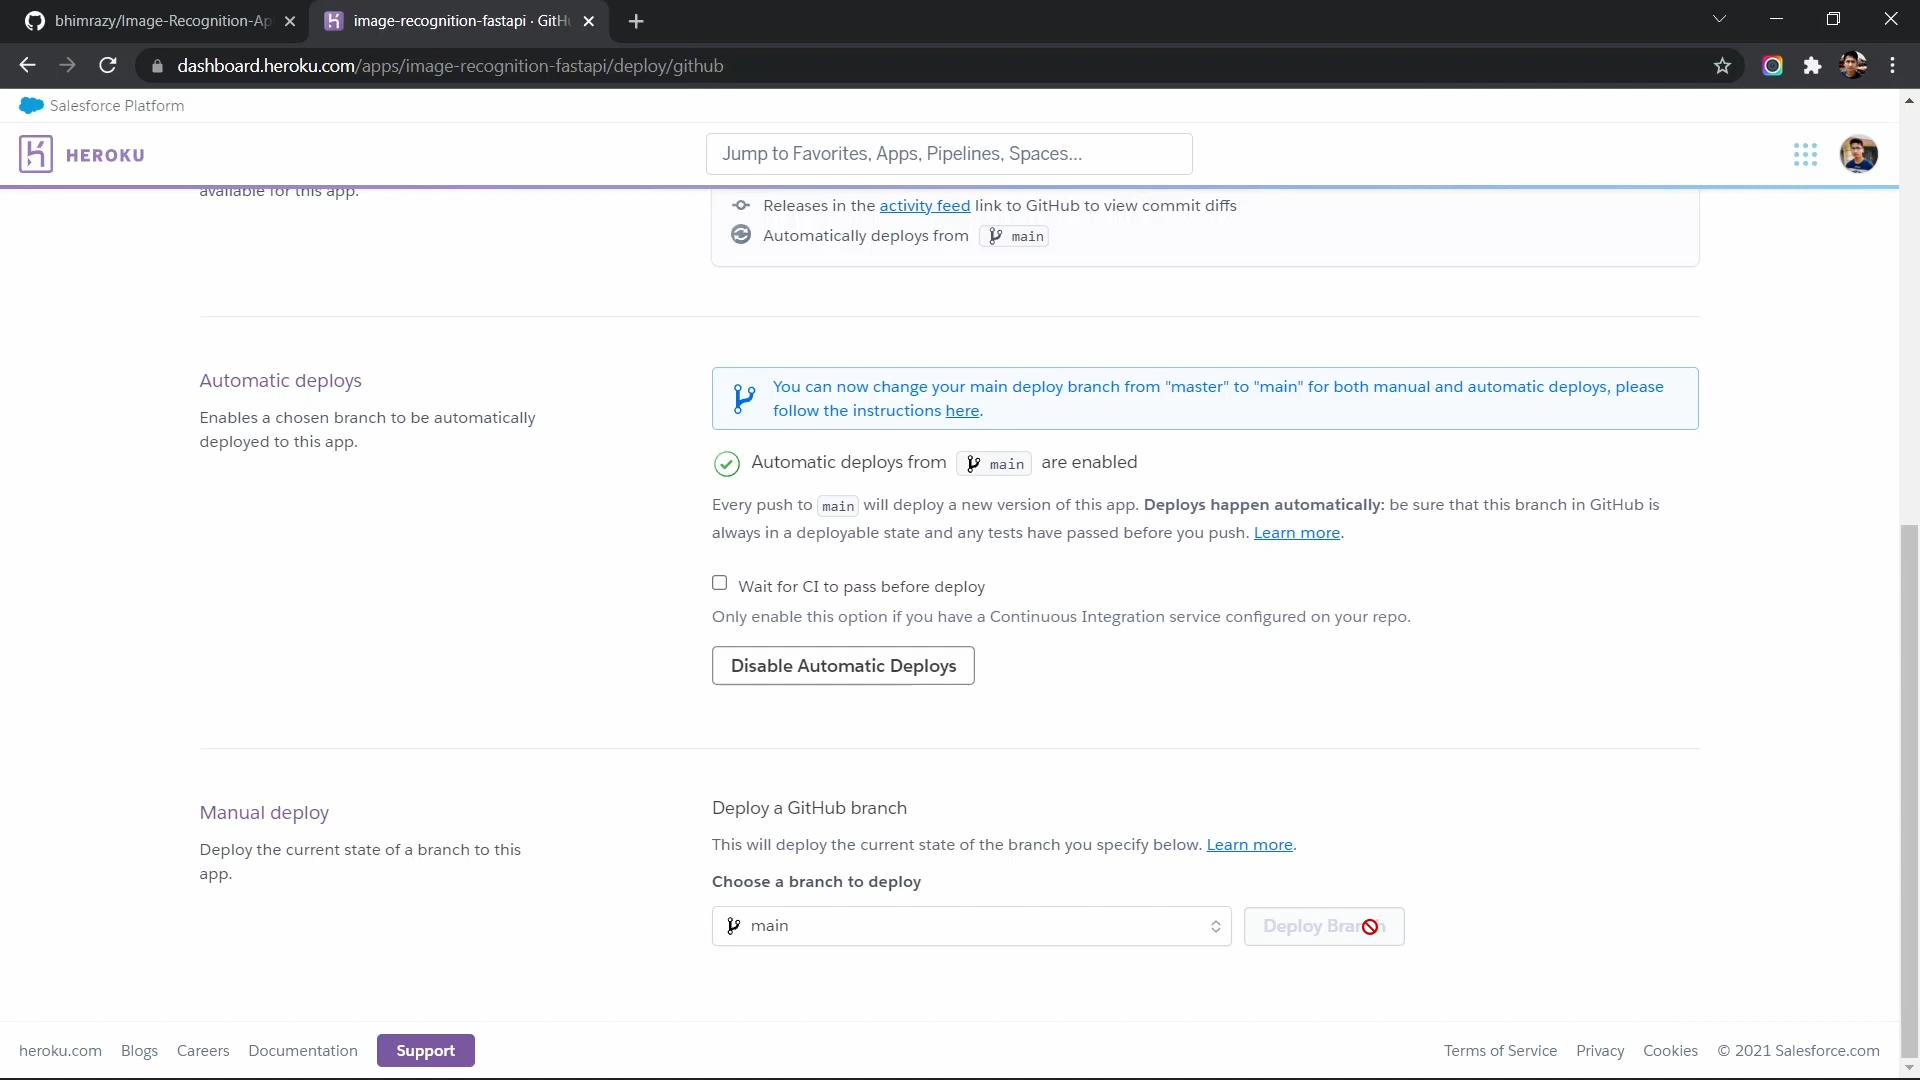 bhimrazy/Image-Recognition-Ap
image-recognition-fastapi · GitHu
dashboard.heroku.com/apps/image-recognition-fastapi/deploy/github
Salesforce Platform
HEROKU
Jump to Favorites, Apps, Pipelines, Spaces...
available for this app.
Releases in the activity feed link to GitHub to view commit diffs
Automatically deploys from main
Automatic deploys
Enables a chosen branch to be automatically
deployed to this app.
You can now change your main deploy branch from "master" to "main" for both manual and automatic deploys, please
follow the instructions here.
Automatic deploys from main are enabled
Every push to main will deploy a new version of this app. Deploys happen automatically: be sure that this branch in GitHub is
always in a deployable state and any tests have passed before you push. Learn more.
Wait for CI to pass before deploy
Only enable this option if you have a Continuous Integration service configured on your repo.
Disable Automatic Deploys
Manual deploy
Deploy the current state of a branch to this
app.
Deploy a GitHub branch
This will deploy the current state of the branch you specify below. Learn more.
Choose a branch to deploy
main
Deploy Branch
heroku.com Blogs Careers Documentation Support
Terms of Service Privacy Cookies © 2021 Salesforce.com